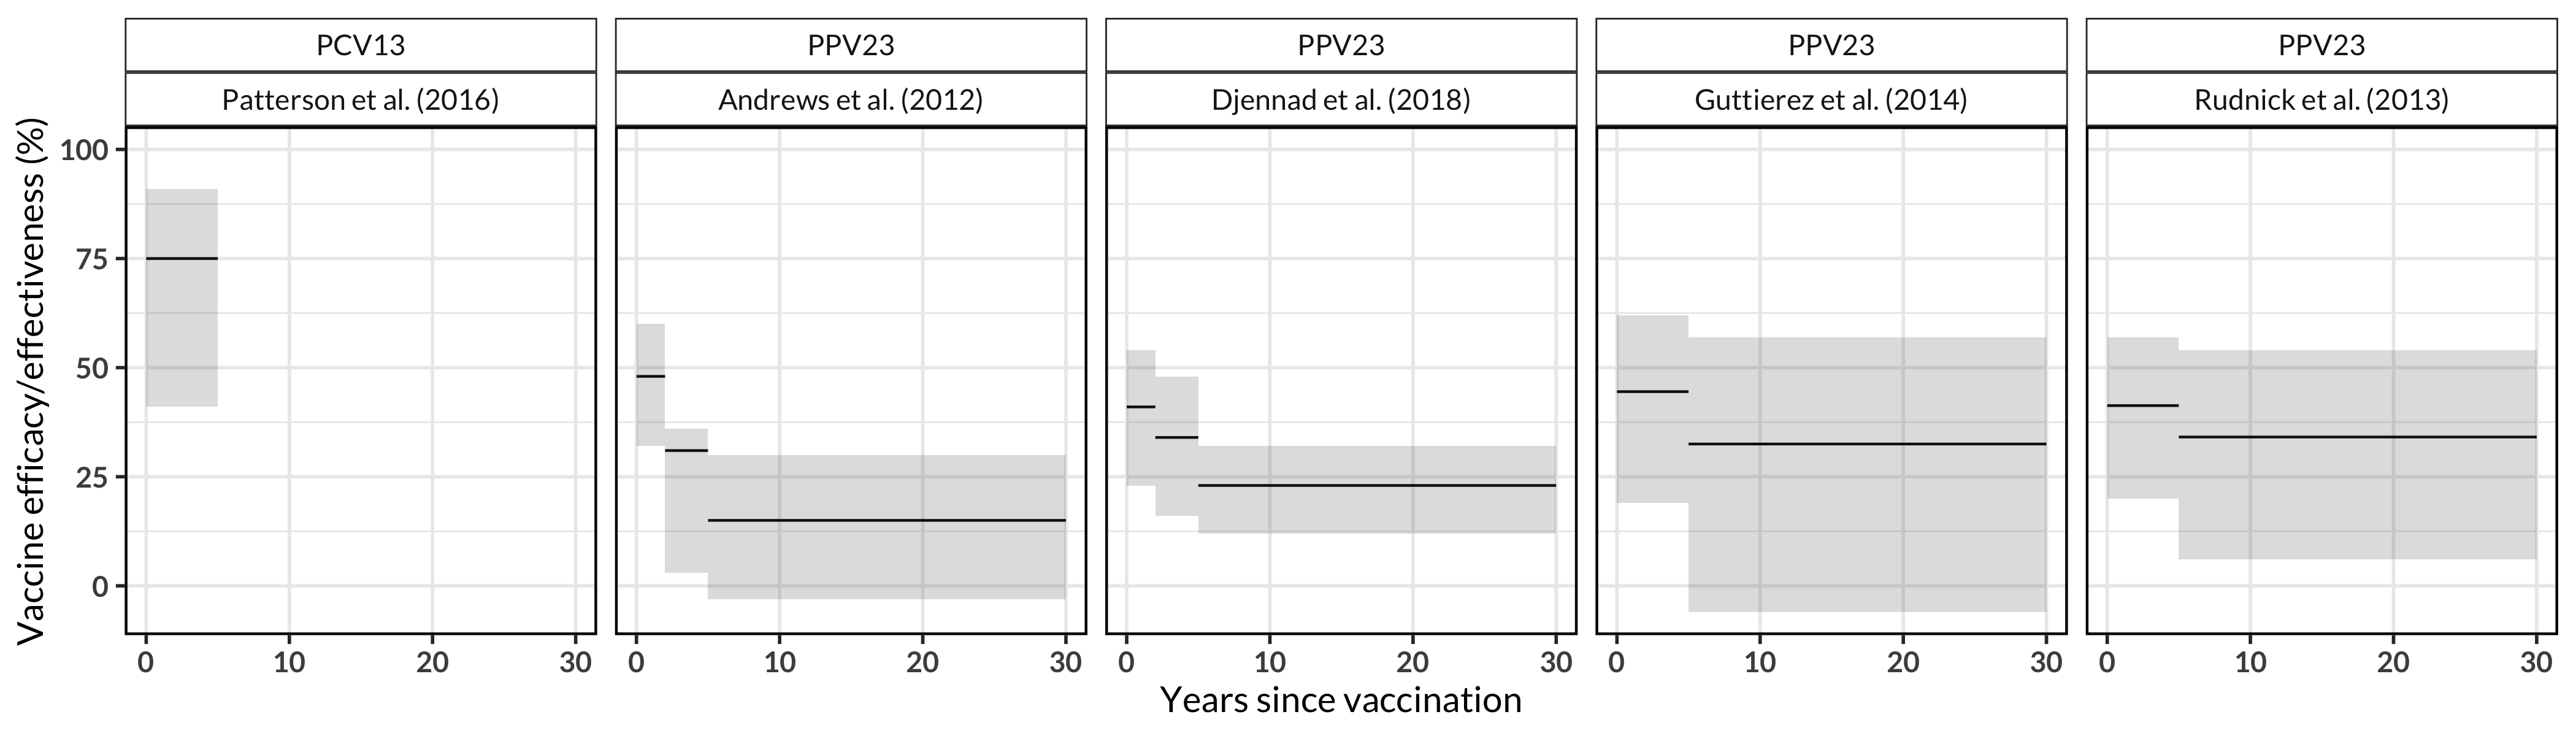 PCV13 PPV23 PPV23 PPV23 PPV23
Patterson et al. (2016) Andrews et al. (2012) Djennad et al. (2018) Guttierez et al. (2014) Rudnick et al. (2013)
Vaccine efficacy/effectiveness (%)
100
75
50
25
0
0 10 20 30 0 10 20 30 0 10 20 30 0 10 20 30 0 10 20 30
Years since vaccination